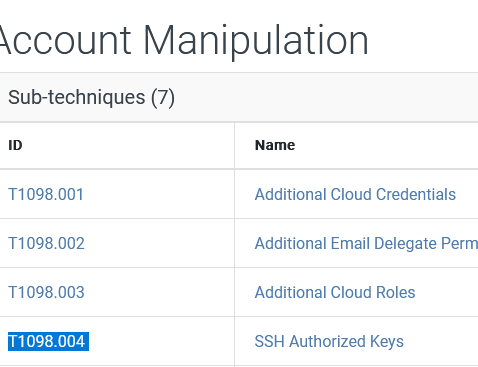 Account Manipulation
Sub-techniques (7)
ID Name
T1098.001 Additional Cloud Credentials
T1098.002 Additional Email Delegate Perm
T1098.003 Additional Cloud Roles
T1098.004 SSH Authorized Keys